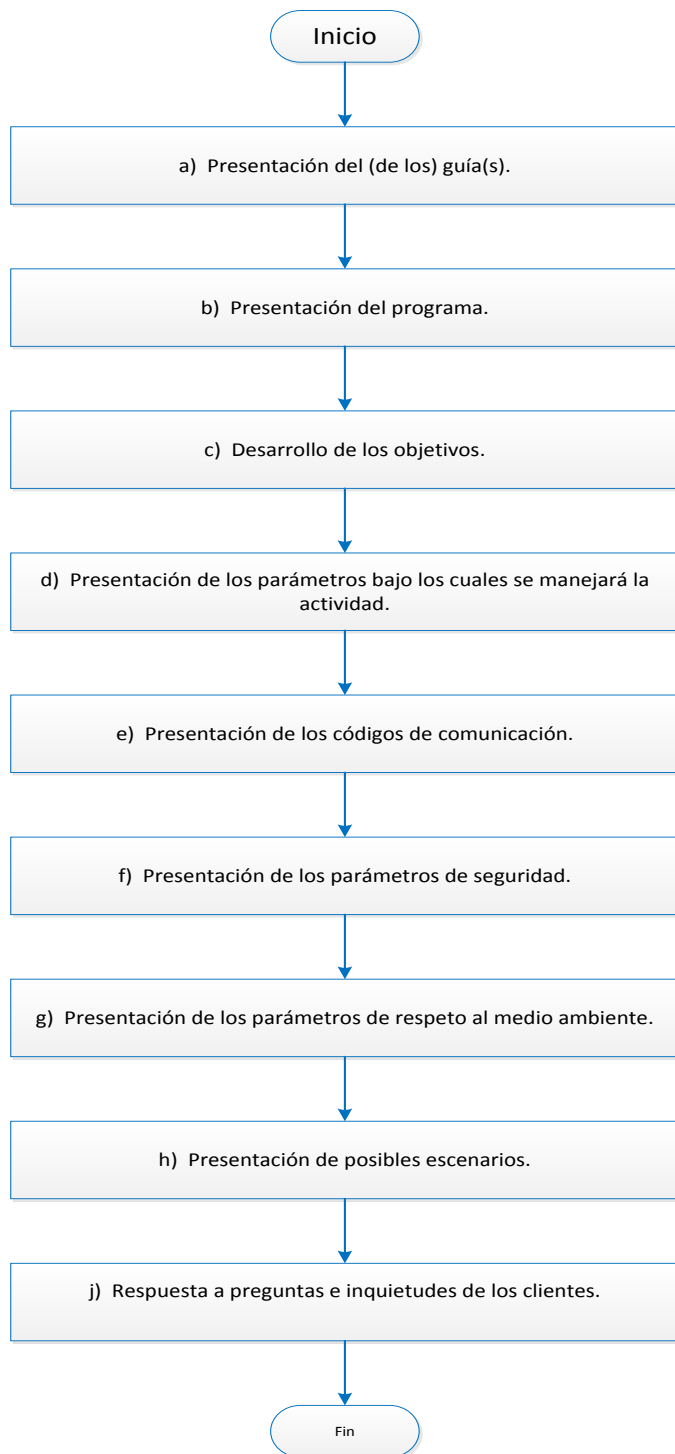 Inicio
a) Presentación del (de los) guía(s).
b) Presentación del programa.
c) Desarrollo de los objetivos.
d) Presentación de los parámetros bajo los cuales se manejará la
actividad.
e) Presentación de los códigos de comunicación.
f) Presentación de los parámetros de seguridad.
g) Presentación de los parámetros de respeto al medio ambiente.
h) Presentación de posibles escenarios.
j) Respuesta a preguntas e inquietudes de los clientes.
Fin